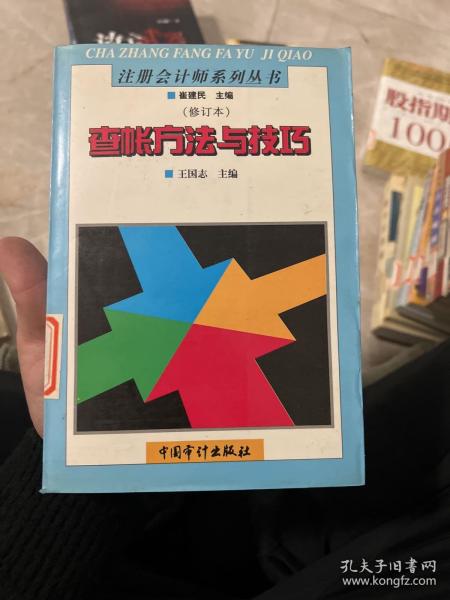 CHA ZHANG FANG FA YU JI QIAO
注册会计师系列丛书
崔建民 主编
(修订本)
查帐方法与技巧
王国志 主编
中国审计出版社
股指期
100
孔夫子旧书网
www.kongfz.com